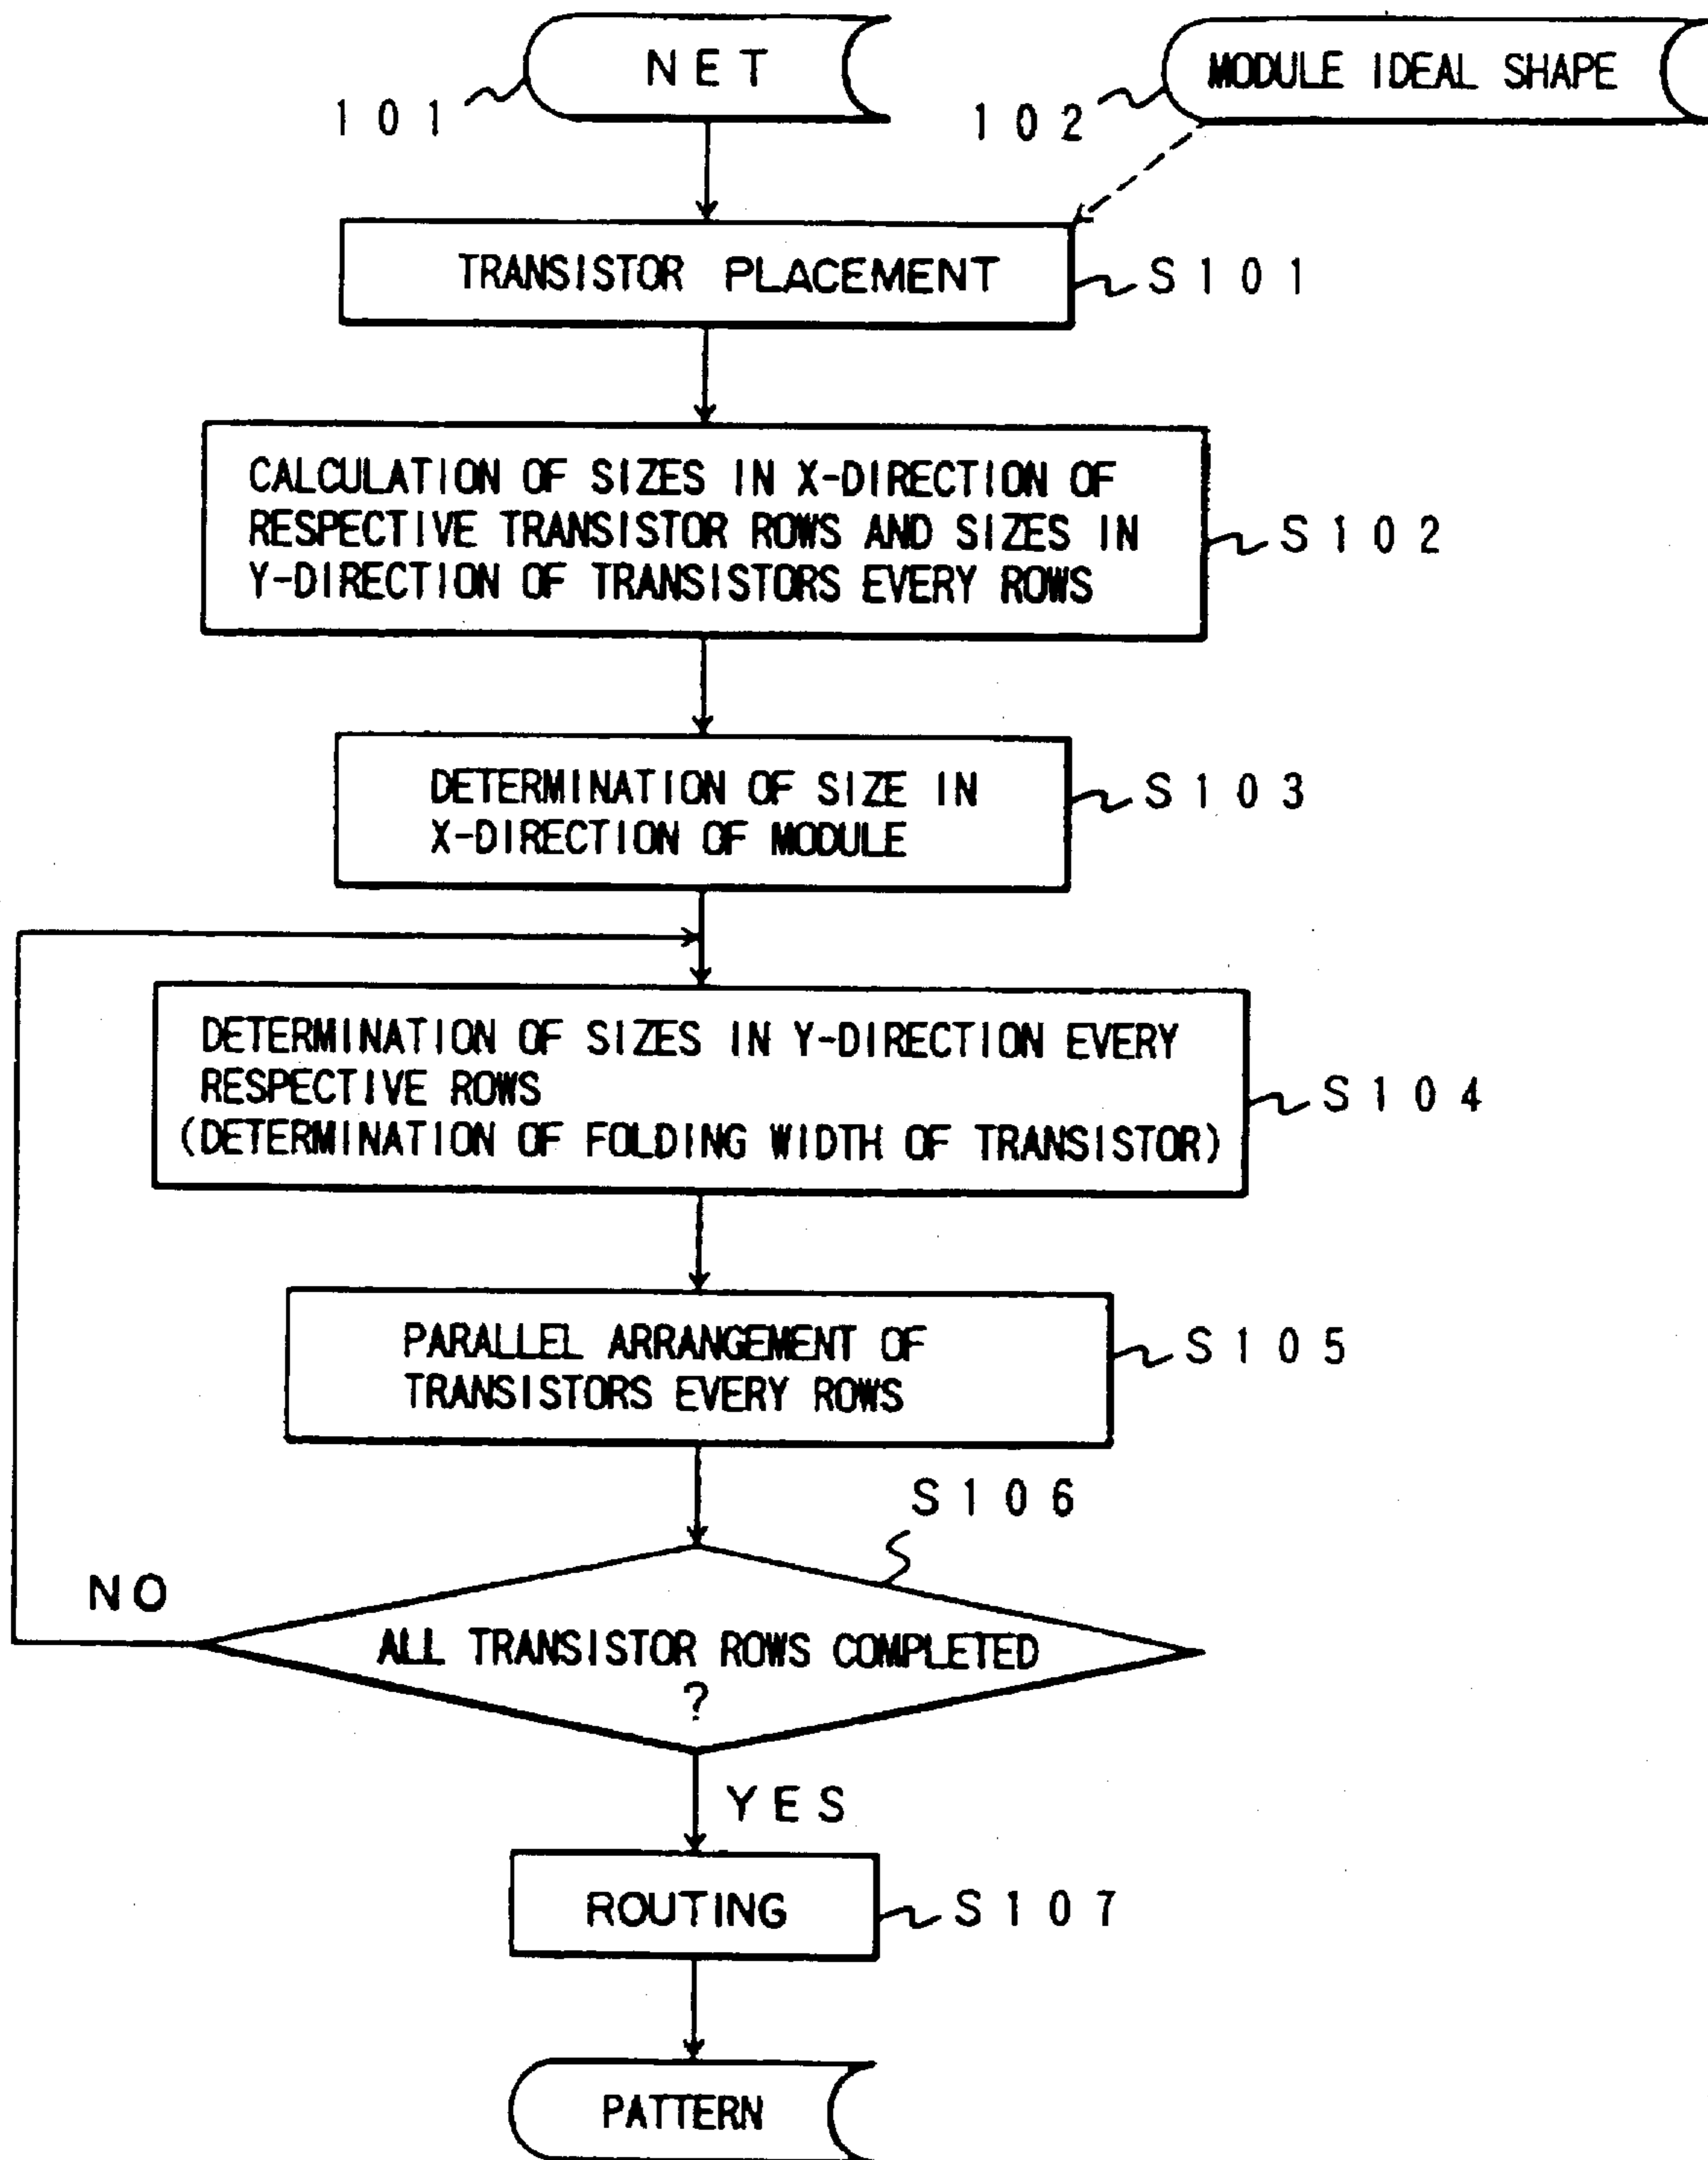 NET
101
MODULE IDEAL SHAPE
102
TRANSISTOR PLACEMENT
S101
CALCULATION OF SIZES IN X-DIRECTION OF
RESPECTIVE TRANSISTOR ROWS AND SIZES IN
Y-DIRECTION OF TRANSISTORS EVERY ROWS
S102
DETERMINATION OF SIZE IN
X-DIRECTION OF MODULE
S103
DETERMINATION OF SIZES IN Y-DIRECTION EVERY
RESPECTIVE ROWS
(DETERMINATION OF FOLDING WIDTH OF TRANSISTOR)
S104
PARALLEL ARRANGEMENT OF
TRANSISTORS EVERY ROWS
S105
S106
NO
ALL TRANSISTOR ROWS COMPLETED
?
YES
ROUTING
S107
PATTERN